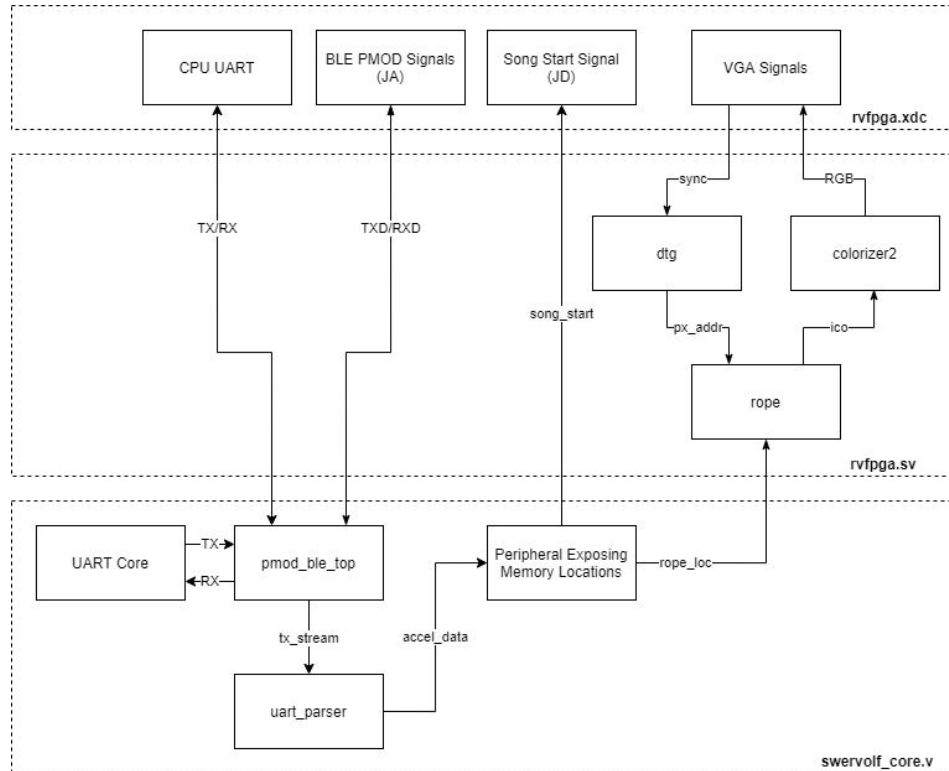 CPU UART
BLE PMOD Signals
(JA)
Song Start Signal
(JD)
VGA Signals
rvfpga.xdc
sync
RGB
TX/RX
TXD/RXD
dtg
colorizer2
song_start
px_addr
ico
rope
rvfpga.sv
UART Core
TX
RX
pmod_ble_top
Peripheral Exposing
Memory Locations
rope_loc
tx_stream
accel_data
uart_parser
swervolf_core.v